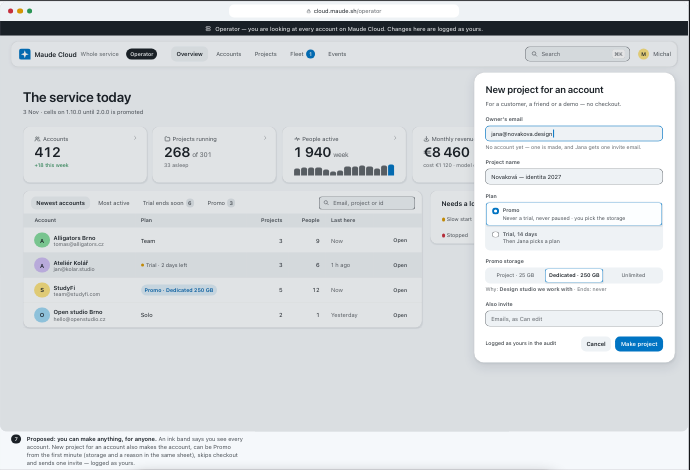 cloud.maude.sh/operator
Operator — you are looking at every account on Maude Cloud. Changes here are logged as yours.
Maude Cloud Whole service Operator Overview Accounts Projects Fleet 1 Events Search ⌘K M Michal
The service today
3 Nov · cells on 1.10.0 until 2.0.0 is promoted
Accounts
412
+18 this week
Projects running
268 of 301
33 asleep
People active
1 940 week
Monthly revenu
€8 460
cost €1 120 · model
Newest accounts Most active Trial ends soon 6 Promo 3 Email, project or id
Account Plan Projects People Last here
A Alligators Brno
tomas@alligators.cz
Team 3 9 Now Open
A Ateliér Kolář
jan@kolar.studio
Trial · 2 days left 3 6 1 h ago Open
S StudyFi
team@studyfi.com
Promo · Dedicated 250 GB 5 12 Now Open
O Open studio Brno
hello@openstudio.cz
Solo 2 1 Yesterday Open
Needs a lo
Slow start
Stopped
New project for an account
For a customer, a friend or a demo — no checkout.
Owner's email
jana@novakova.design
No account yet — one is made, and Jana gets one invite email.
Project name
Novaková — identita 2027
Plan
Promo
Never a trial, never paused · you pick the storage
Trial, 14 days
Then Jana picks a plan
Promo storage
Project · 25 GB Dedicated · 250 GB Unlimited
Why: Design studio we work with · Ends: never
Also invite
Emails, as Can edit
Logged as yours in the audit Cancel Make project
7 Proposed: you can make anything, for anyone. An ink band says you see every
account. New project for an account also makes the account, can be Promo
from the first minute (storage and a reason in the same sheet), skips checkout
and sends one invite — logged as yours.